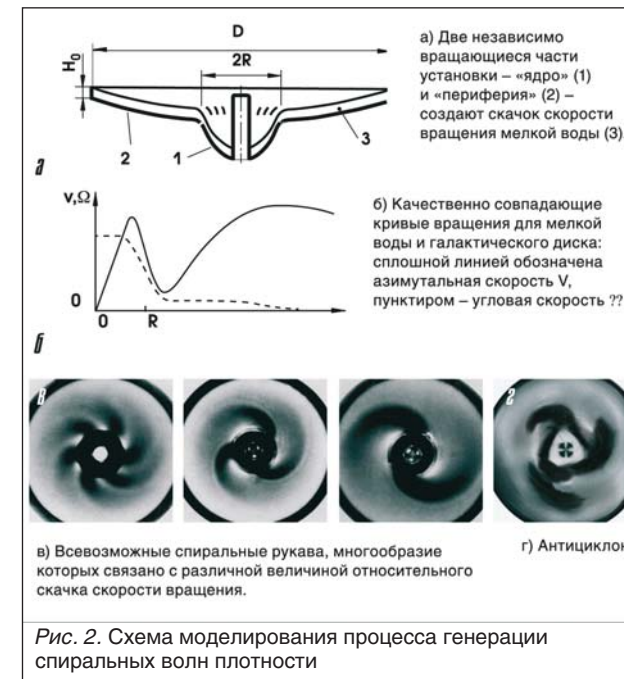 D
2R
H₀
2
1
3
а
а) Две независимо
вращающиеся части
установки – «ядро» (1)
и «периферия» (2) –
создают скачок скорости
вращения мелкой воды (3)
V,Ω
0
0
R
б
б) Качественно совпадающие
кривые вращения для мелкой
воды и галактического диска:
сплошной линией обозначена
азимутальная скорость V,
пунктиром – угловая скорость ??
в
г
в) Всевозможные спиральные рукава, многообразие
которых связано с различной величиной относительного
скачка скорости вращения.
г) Антициклон
Рис. 2. Схема моделирования процесса генерации
спиральных волн плотности